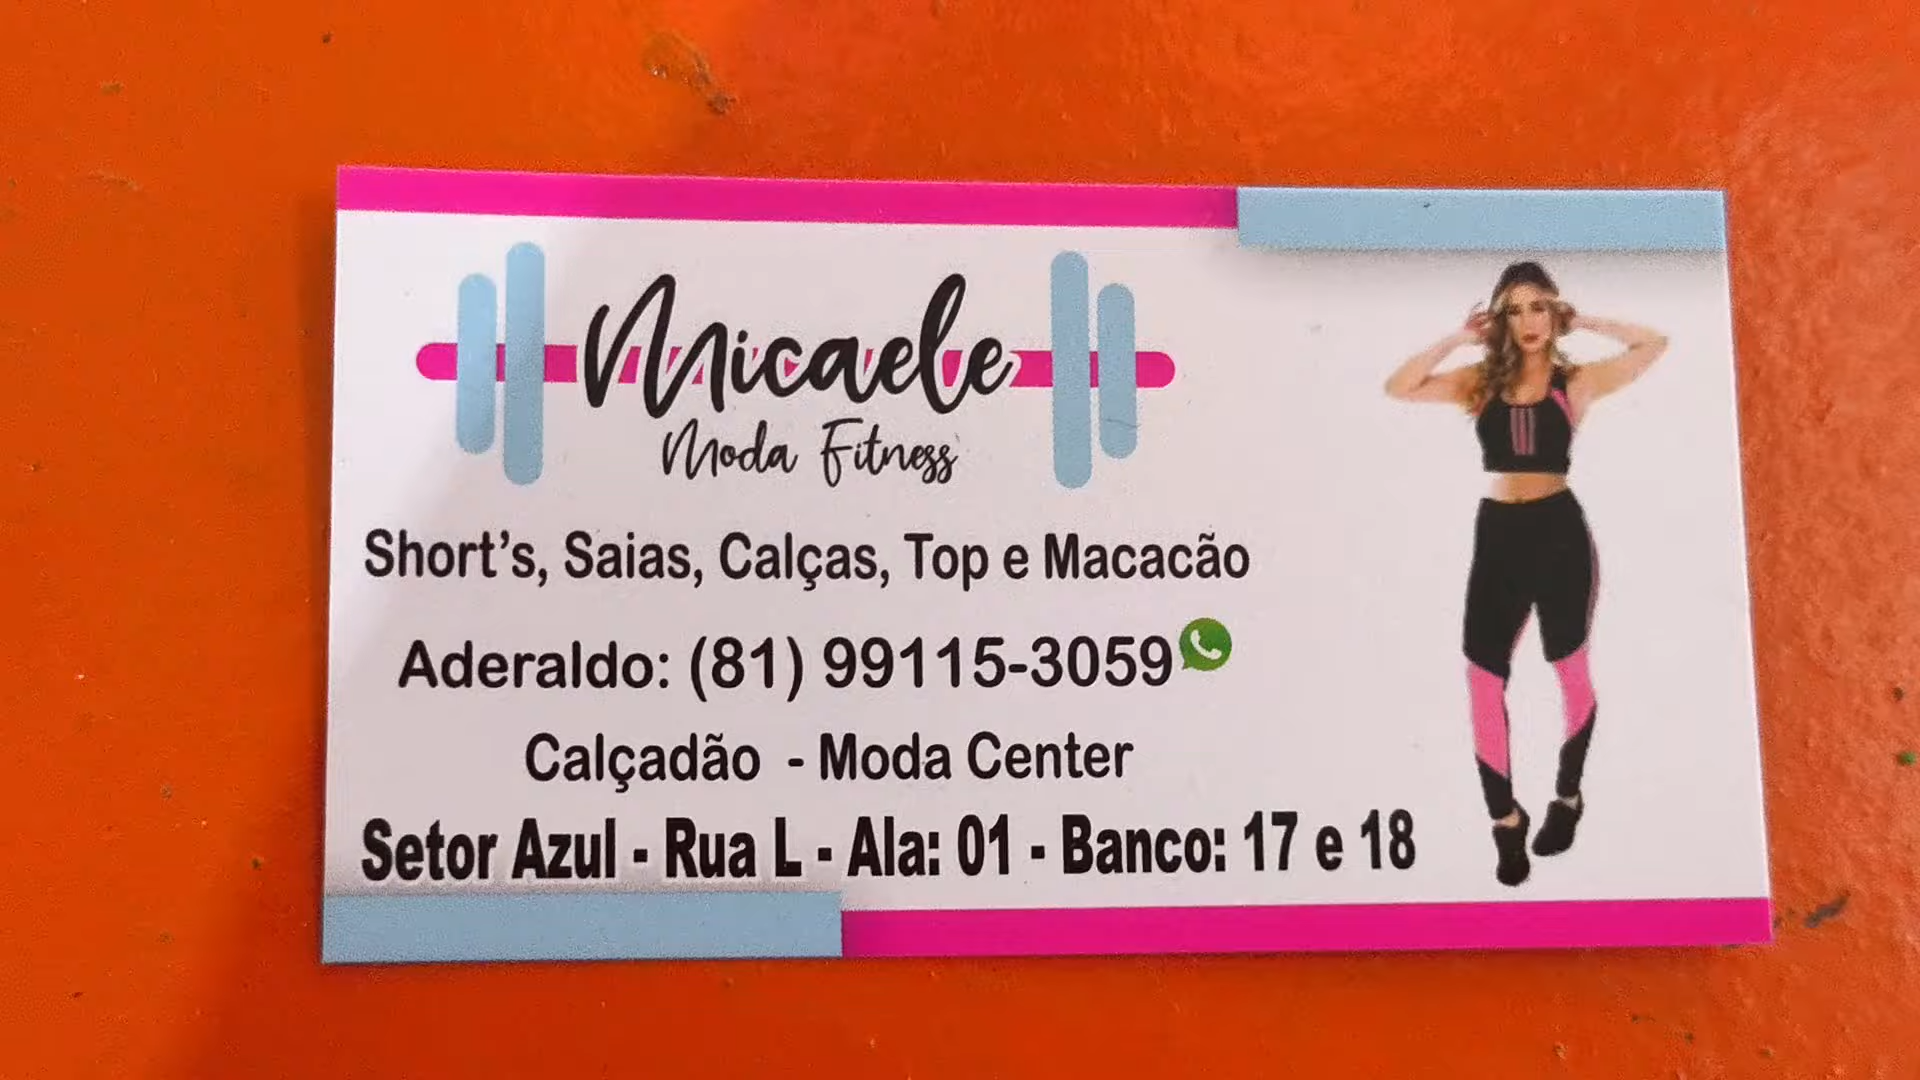 Micaele
Moda Fitness
Short's, Saias, Calças, Top e Macacão
Aderaldo: (81) 99115-3059
Calçadão - Moda Center
Setor Azul - Rua L - Ala: 01 - Banco: 17 e 18